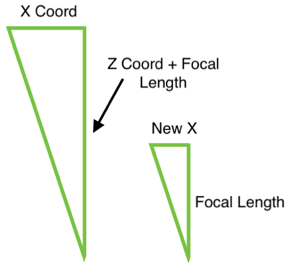 X Coord
Z Coord + Focal
Length
New X
Focal Length